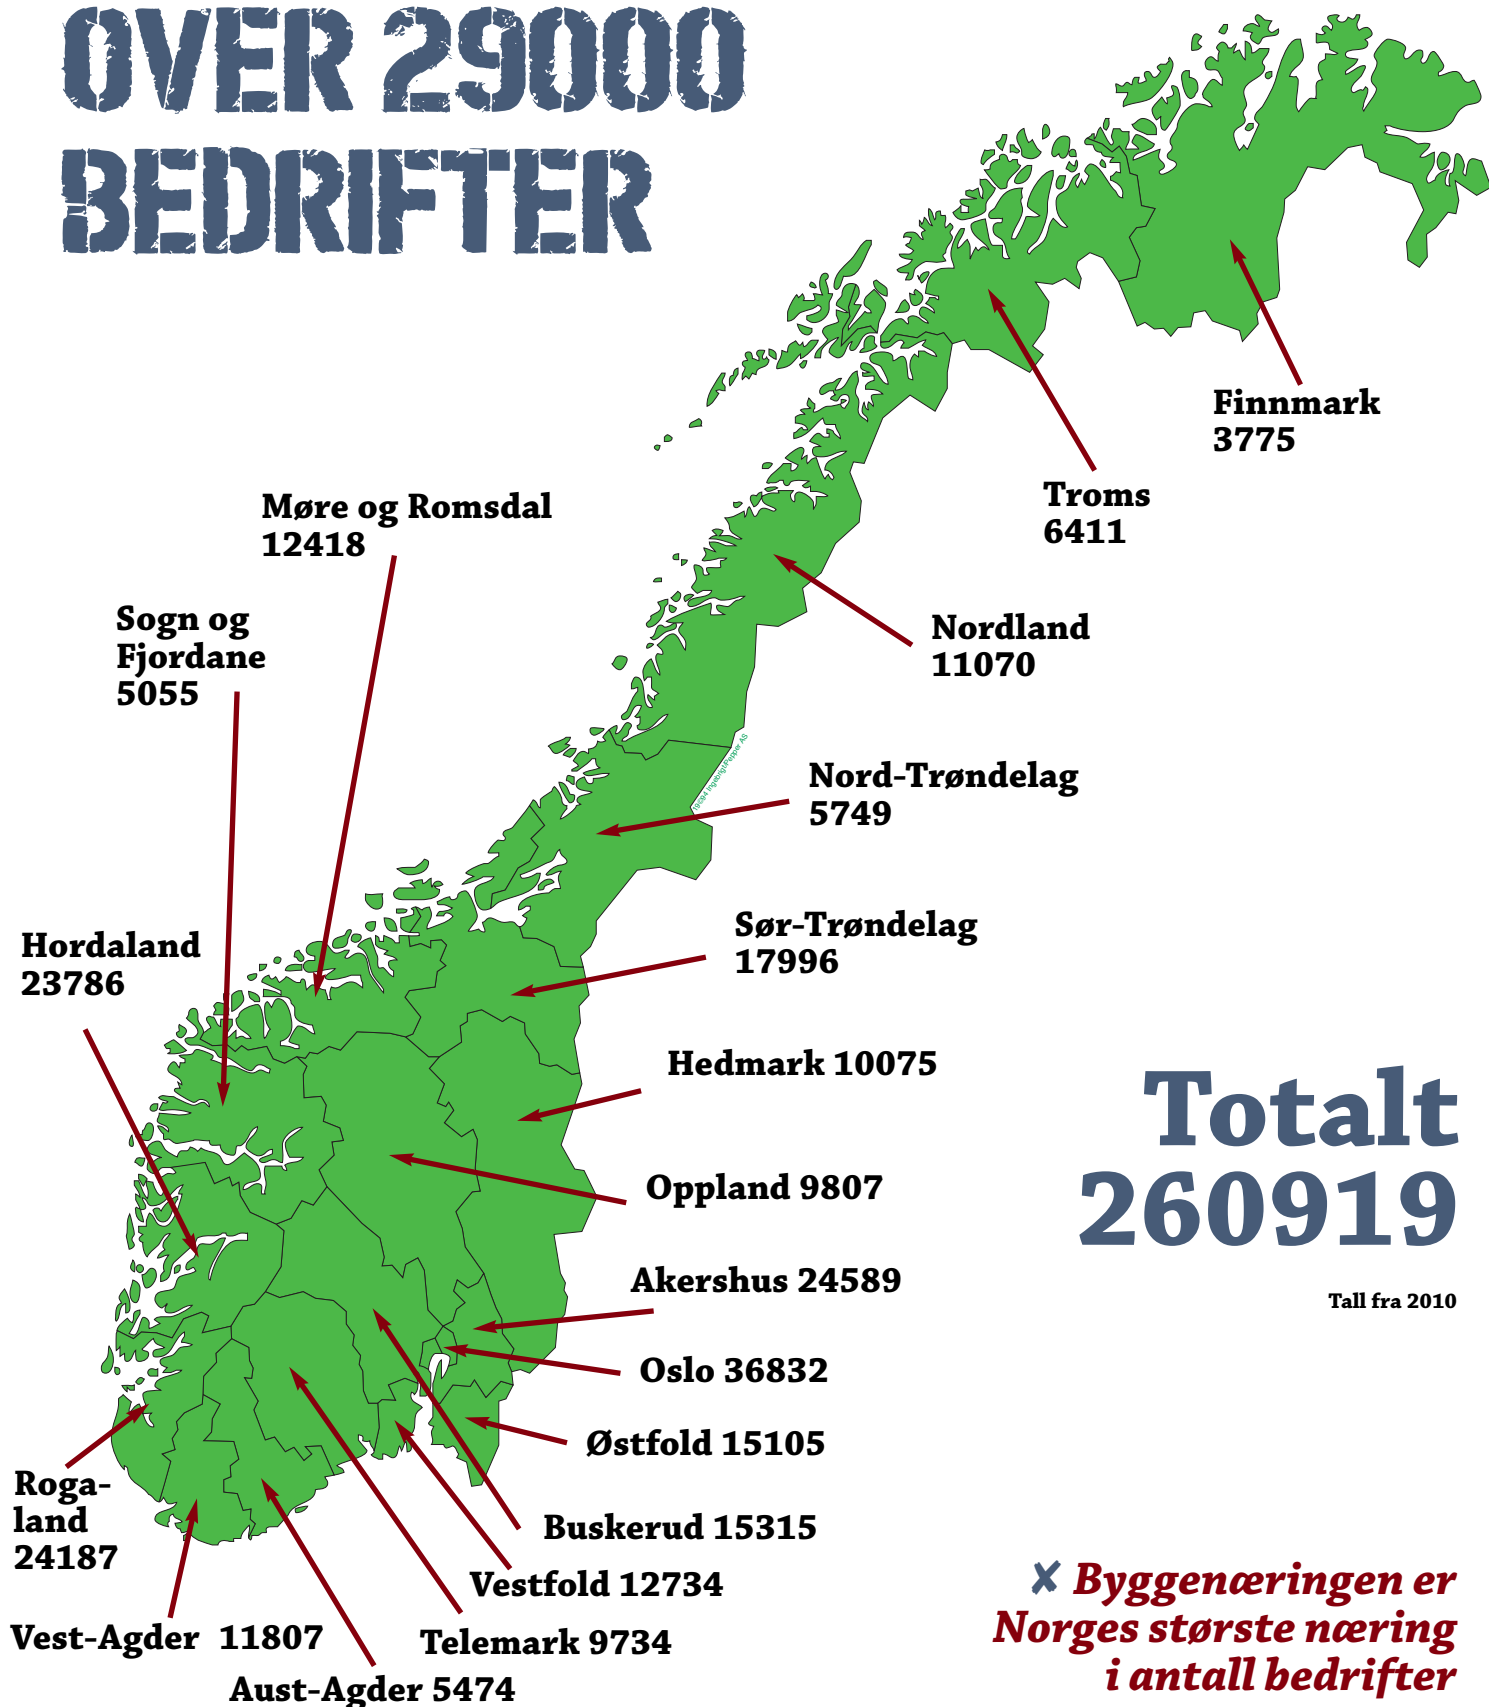 OVER 29000
BEDRIFTER
Finnmark
3775
Troms
6411
Møre og Romsdal
12418
Nordland
11070
Sogn og
Fjordane
5055
Nord-Trøndelag
5749
Sør-Trøndelag
17996
Hordaland
23786
Hedmark 10075
Totalt
260919
Oppland 9807
Akershus 24589
Tall fra 2010
Oslo 36832
Østfold 15105
Roga-
land
24187
Buskerud 15315
Vestfold 12734
Vest-Agder 11807
Telemark 9734
Aust-Agder 5474
✘ Byggenæringen er
Norges største næring
i antall bedrifter